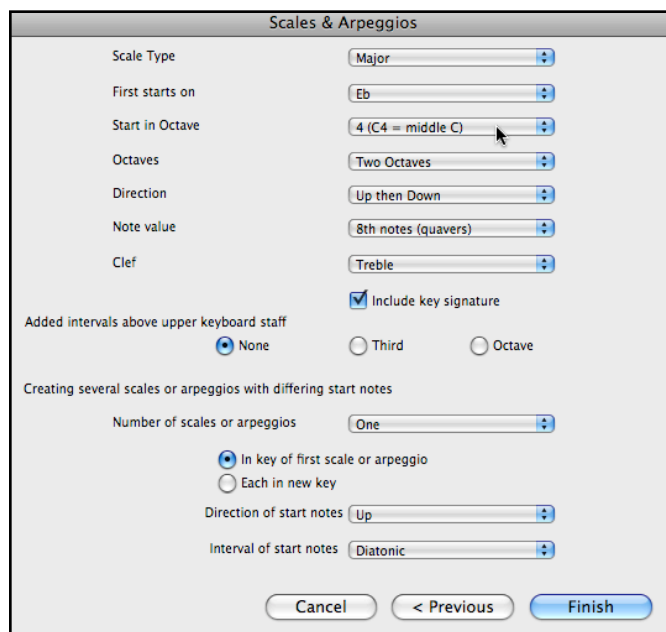 Scales & Arpeggios
Scale Type Major
First starts on Eb
Start in Octave 4 (C4 = middle C)
Octaves Two Octaves
Direction Up then Down
Note value 8th notes (quavers)
Clef Treble
Include key signature
Added intervals above upper keyboard staff
None Third Octave
Creating several scales or arpeggios with differing start notes
Number of scales or arpeggios One
In key of first scale or arpeggio
Each in new key
Direction of start notes Up
Interval of start notes Diatonic
Cancel < Previous Finish